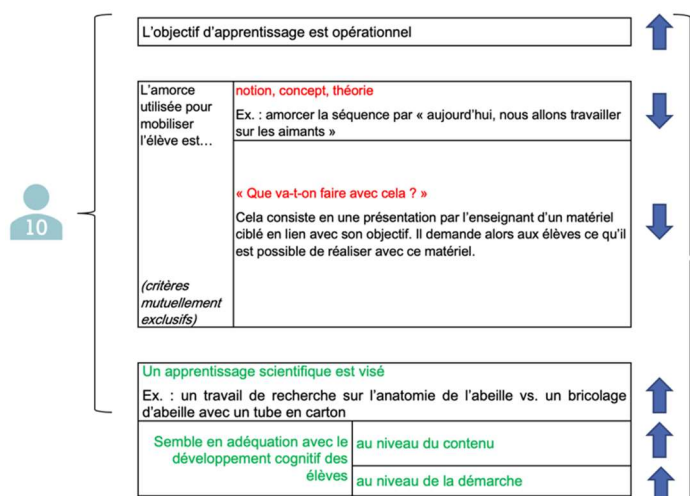 L'objectif d'apprentissage est opérationnel
L'amorce
utilisée pour
mobiliser
l'élève est…
notion, concept, théorie
Ex. : amorcer la séquence par « aujourd'hui, nous allons travailler
sur les aimants »
« Que va-t-on faire avec cela ? »
Cela consiste en une présentation par l'enseignant d'un matériel
ciblé en lien avec son objectif. Il demande alors aux élèves ce qu'il
est possible de réaliser avec ce matériel.
(critères
mutuellement
exclusifs)
10
Un apprentissage scientifique est visé
Ex. : un travail de recherche sur l'anatomie de l'abeille vs. un bricolage
d'abeille avec un tube en carton
Semble en adéquation avec le
développement cognitif des
élèves
au niveau du contenu
au niveau de la démarche